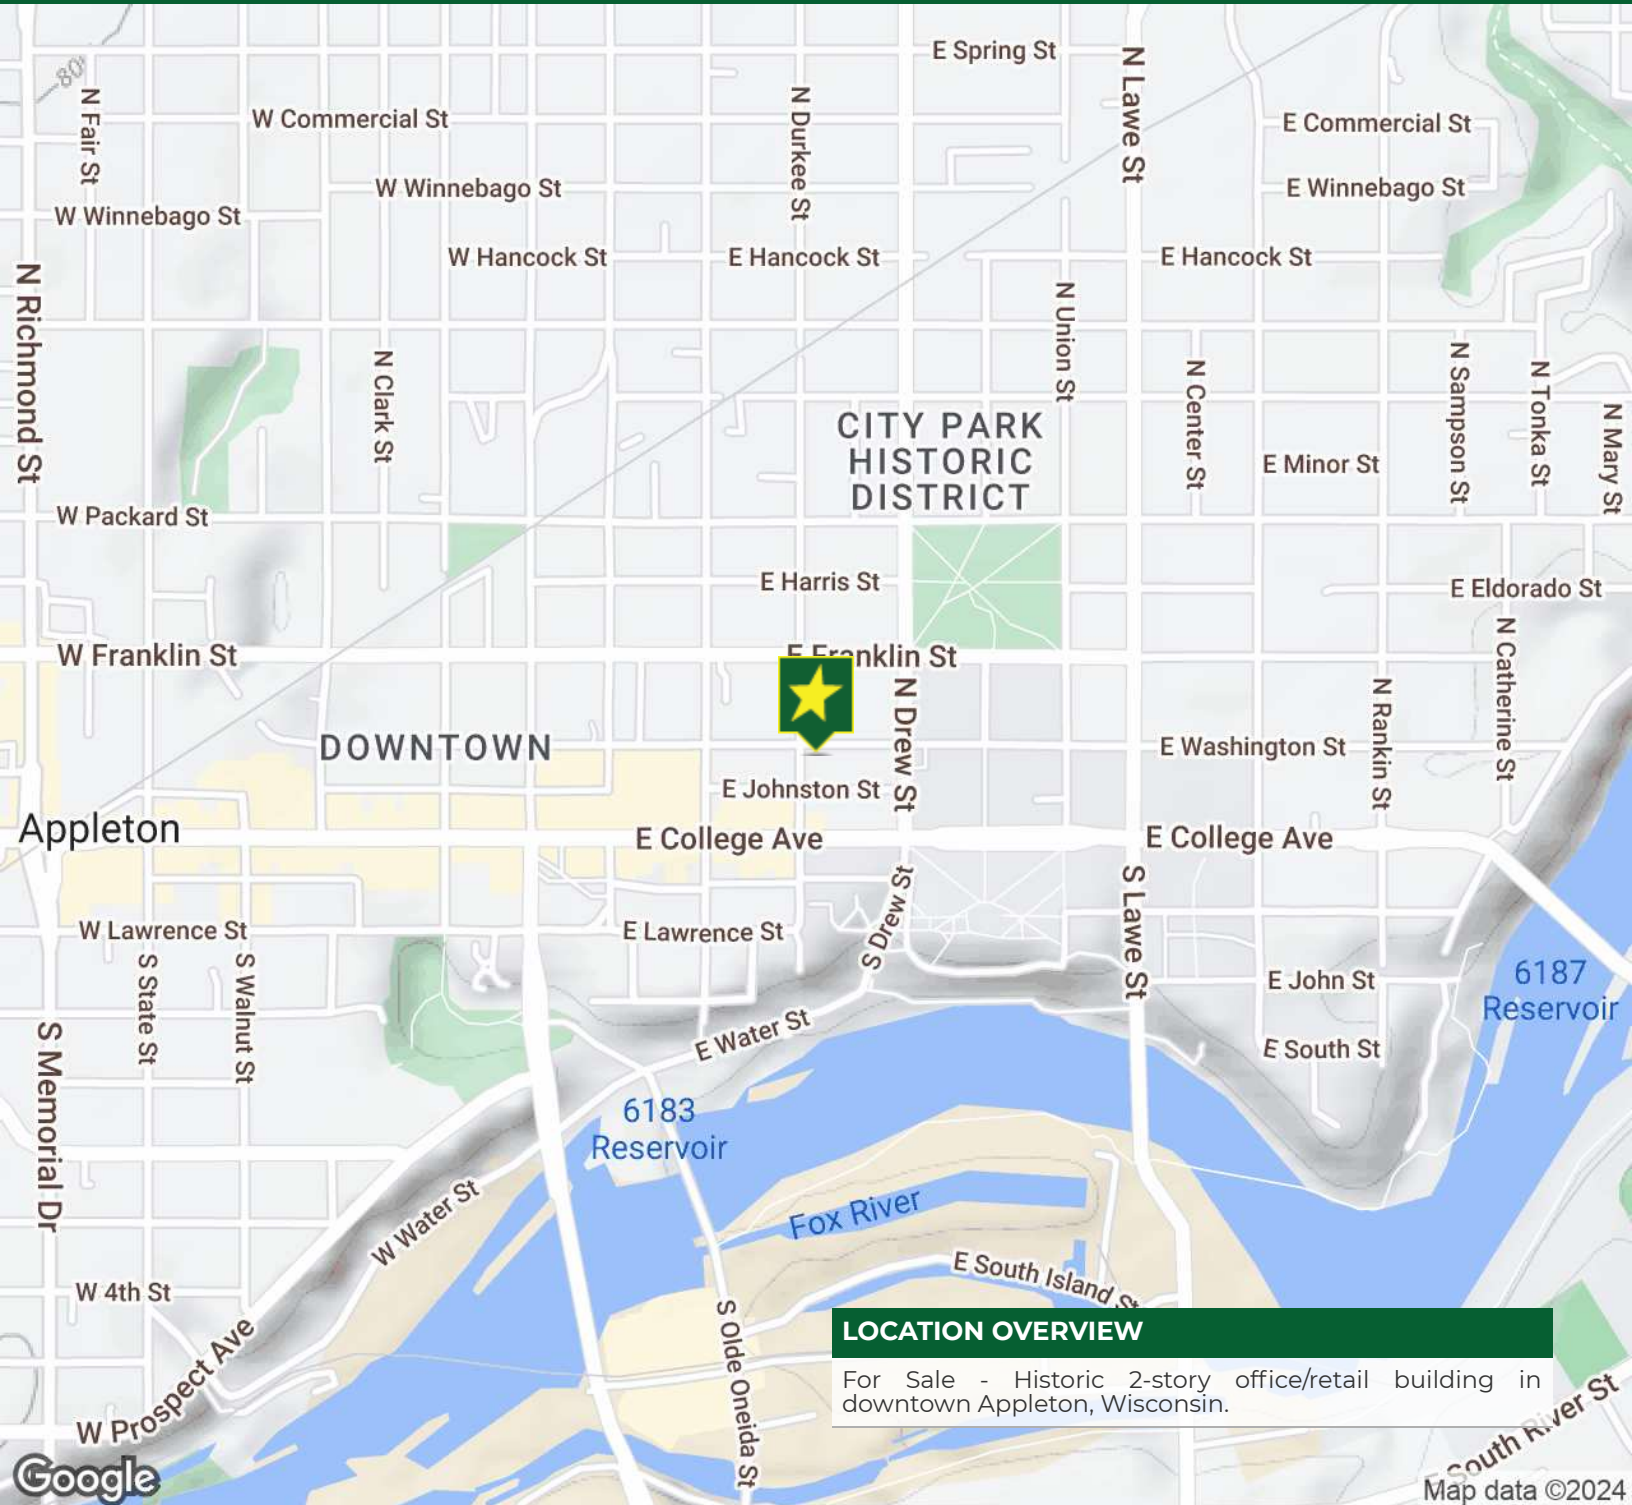 E Spring St
N Lawe St
80'
N Fair St
W Commercial St
N Durkee St
E Commercial St
W Winnebago St
E Winnebago St
W Winnebago St
W Hancock St
E Hancock St
E Hancock St
N Richmond St
N Union St
N Clark St
N Center St
N Sampson St
N Tonka St
N Mary St
CITY PARK
HISTORIC
DISTRICT
E Minor St
W Packard St
E Harris St
E Eldorado St
W Franklin St
E Franklin St
N Catherine St
N Drew St
N Rankin St
DOWNTOWN
E Washington St
E Johnston St
Appleton
E College Ave
E College Ave
S Drew St
S Lawe St
W Lawrence St
E Lawrence St
S State St
S Walnut St
E John St
6187
Reservoir
S Memorial Dr
E Water St
E South St
6183
Reservoir
W Water St
Fox River
E South Island St
W 4th St
S Olde Oneida St
W Prospect Ave
LOCATION OVERVIEW
For Sale - Historic 2-story office/retail building in
downtown Appleton, Wisconsin.
E South River St
Google
Map data ©2024